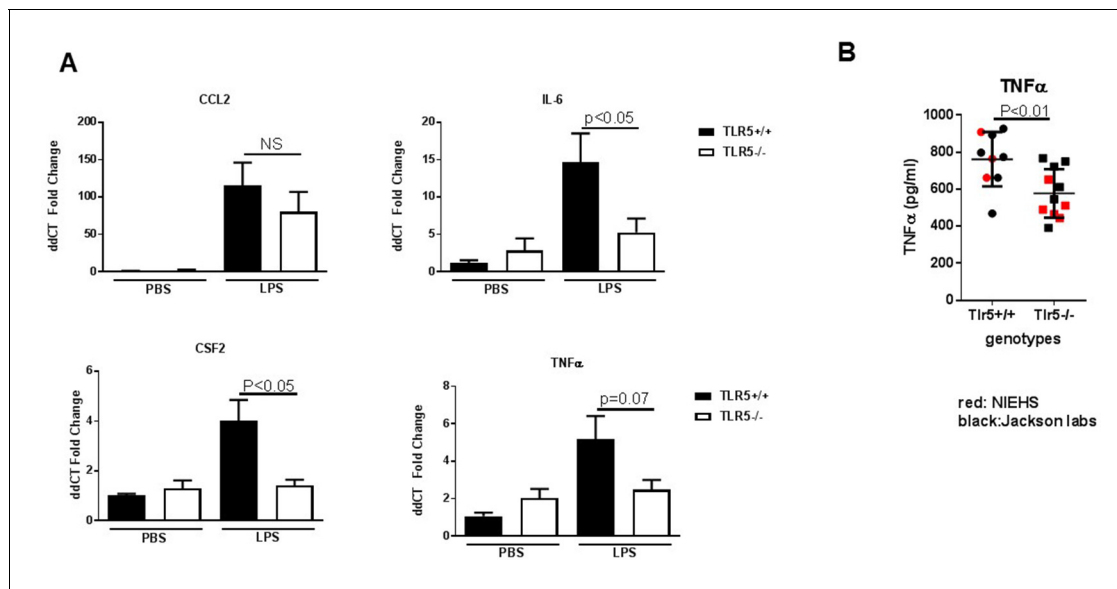 A
CCL2
ddCT Fold Change
200
150
100
50
0
NS
PBS
LPS
IL-6
ddCT Fold Change
20
15
10
5
0
p<0.05
PBS
LPS
TLR5+/+
TLR5-/-
CSF2
ddCT Fold Change
6
4
2
0
P<0.05
PBS
LPS
TNFα
ddCT Fold Change
8
6
4
2
0
p=0.07
PBS
LPS
TLR5+/+
TLR5-/-
B
TNFα
P<0.01
TNFα (pg/ml)
1000
800
600
400
200
0
Tlr5+/+ Tlr5-/-
genotypes
red: NIEHS
black:Jackson labs